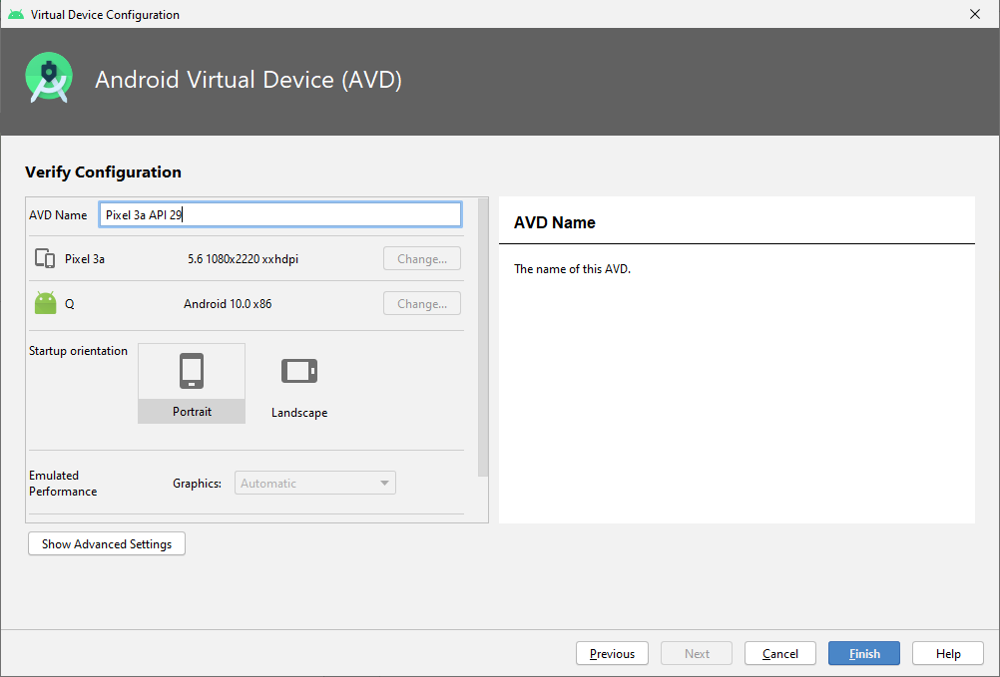 Virtual Device Configuration
Android Virtual Device (AVD)
Verify Configuration
AVD Name Pixel 3a API 29
Pixel 3a 5.6 1080x2220 xxhdpi Change...
Q Android 10.0 x86 Change...
Startup orientation
Portrait Landscape
Emulated
Performance
Graphics: Automatic
Show Advanced Settings
AVD Name
The name of this AVD.
Previous Next Cancel Finish Help